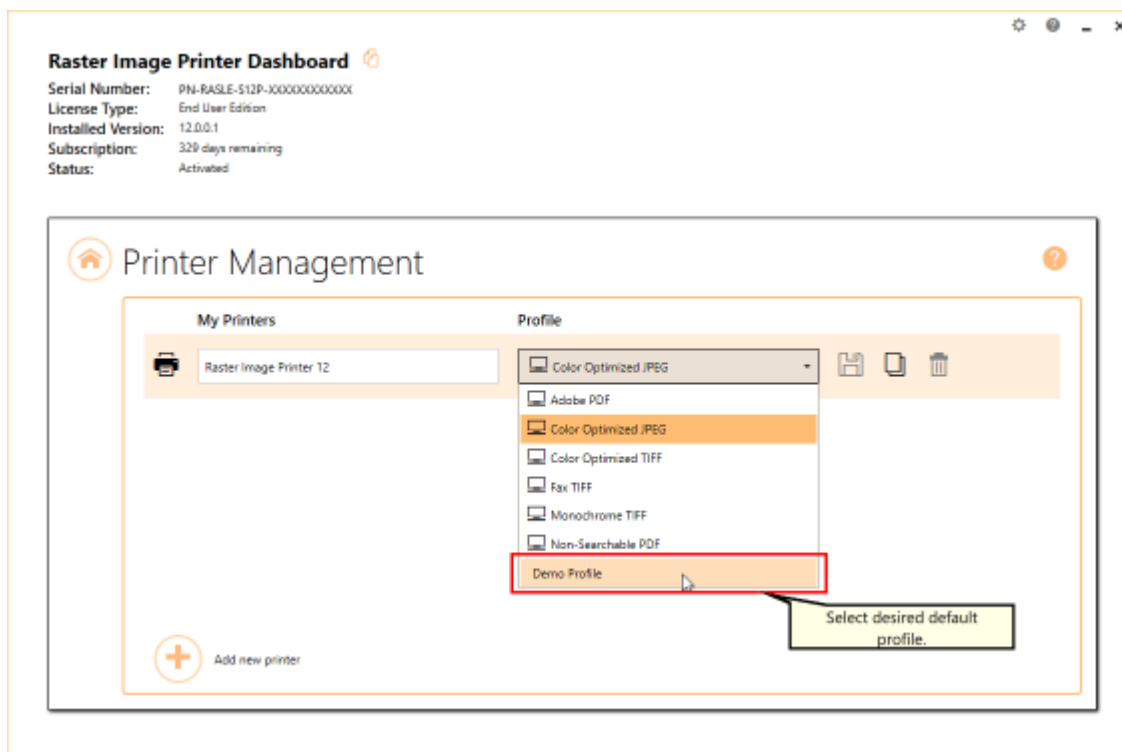 Raster Image Printer Dashboard
Serial Number: PN-RASLE-S12P-XXXXXXXXXXXX
License Type: End User Edition
Installed Version: 12.0.0.1
Subscription: 329 days remaining
Status: Activated
Printer Management
?
My Printers Profile
Raster Image Printer 12 Color Optimized JPEG
Adobe PDF
Color Optimized JPEG
Color Optimized TIFF
Fax TIFF
Monochrome TIFF
Non-Searchable PDF
Demo Profile
Select desired default
profile.
Add new printer